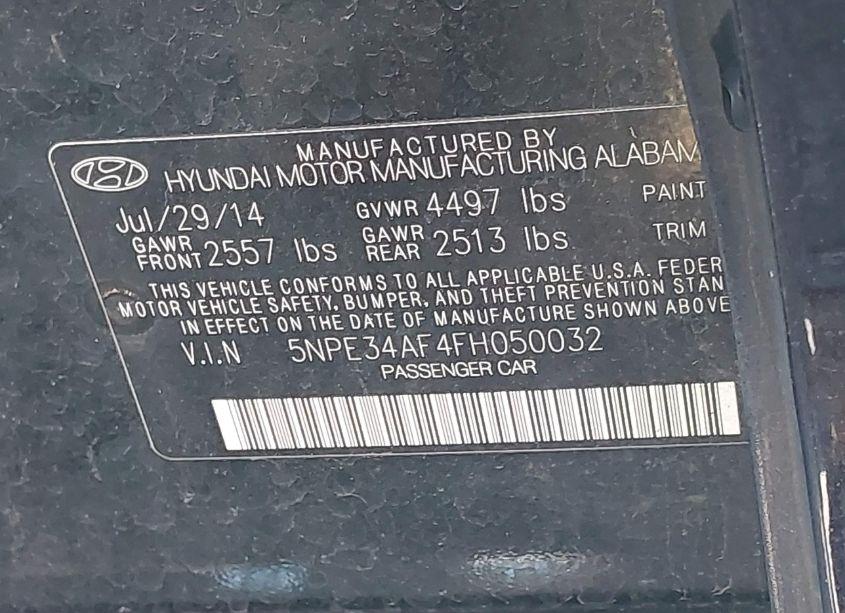 MANUFACTURED BY
HYUNDAI MOTOR MANUFACTURING ALABAM
Jul/29/14 GVWR 4497 lbs PAINT
GAWR FRONT 2557 lbs GAWR REAR 2513 lbs TRIM
THIS VEHICLE CONFORMS TO ALL APPLICABLE U.S.A. FEDER
MOTOR VEHICLE SAFETY, BUMPER, AND THEFT PREVENTION STAN
IN EFFECT ON THE DATE OF MANUFACTURE SHOWN ABOVE
V.I.N 5NPE34AF4FH050032
PASSENGER CAR